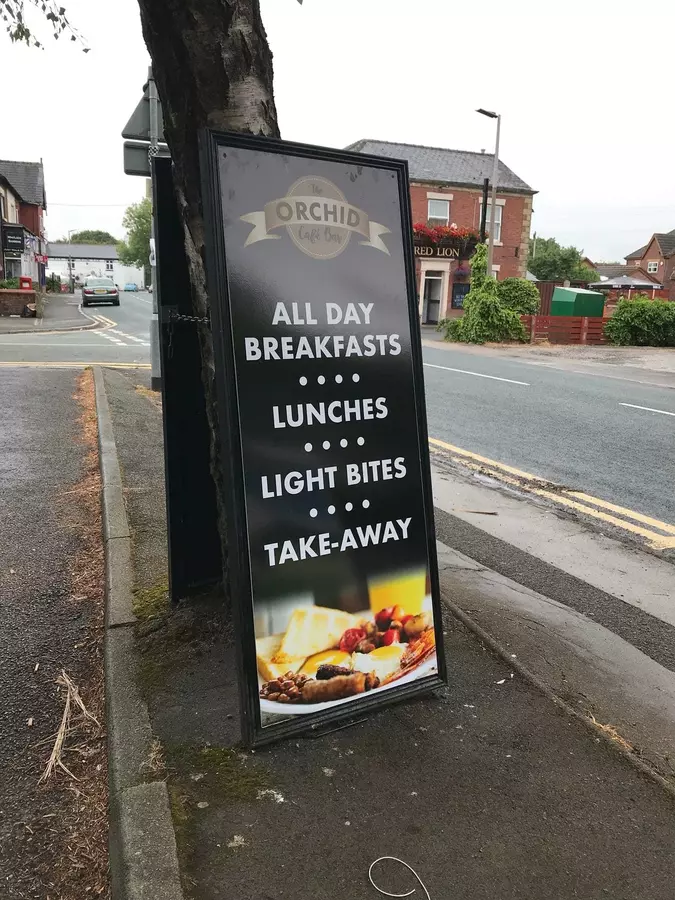 The
ORCHID
Café Bar
ALL DAY
BREAKFASTS
LUNCHES
LIGHT BITES
TAKE-AWAY
RED LION